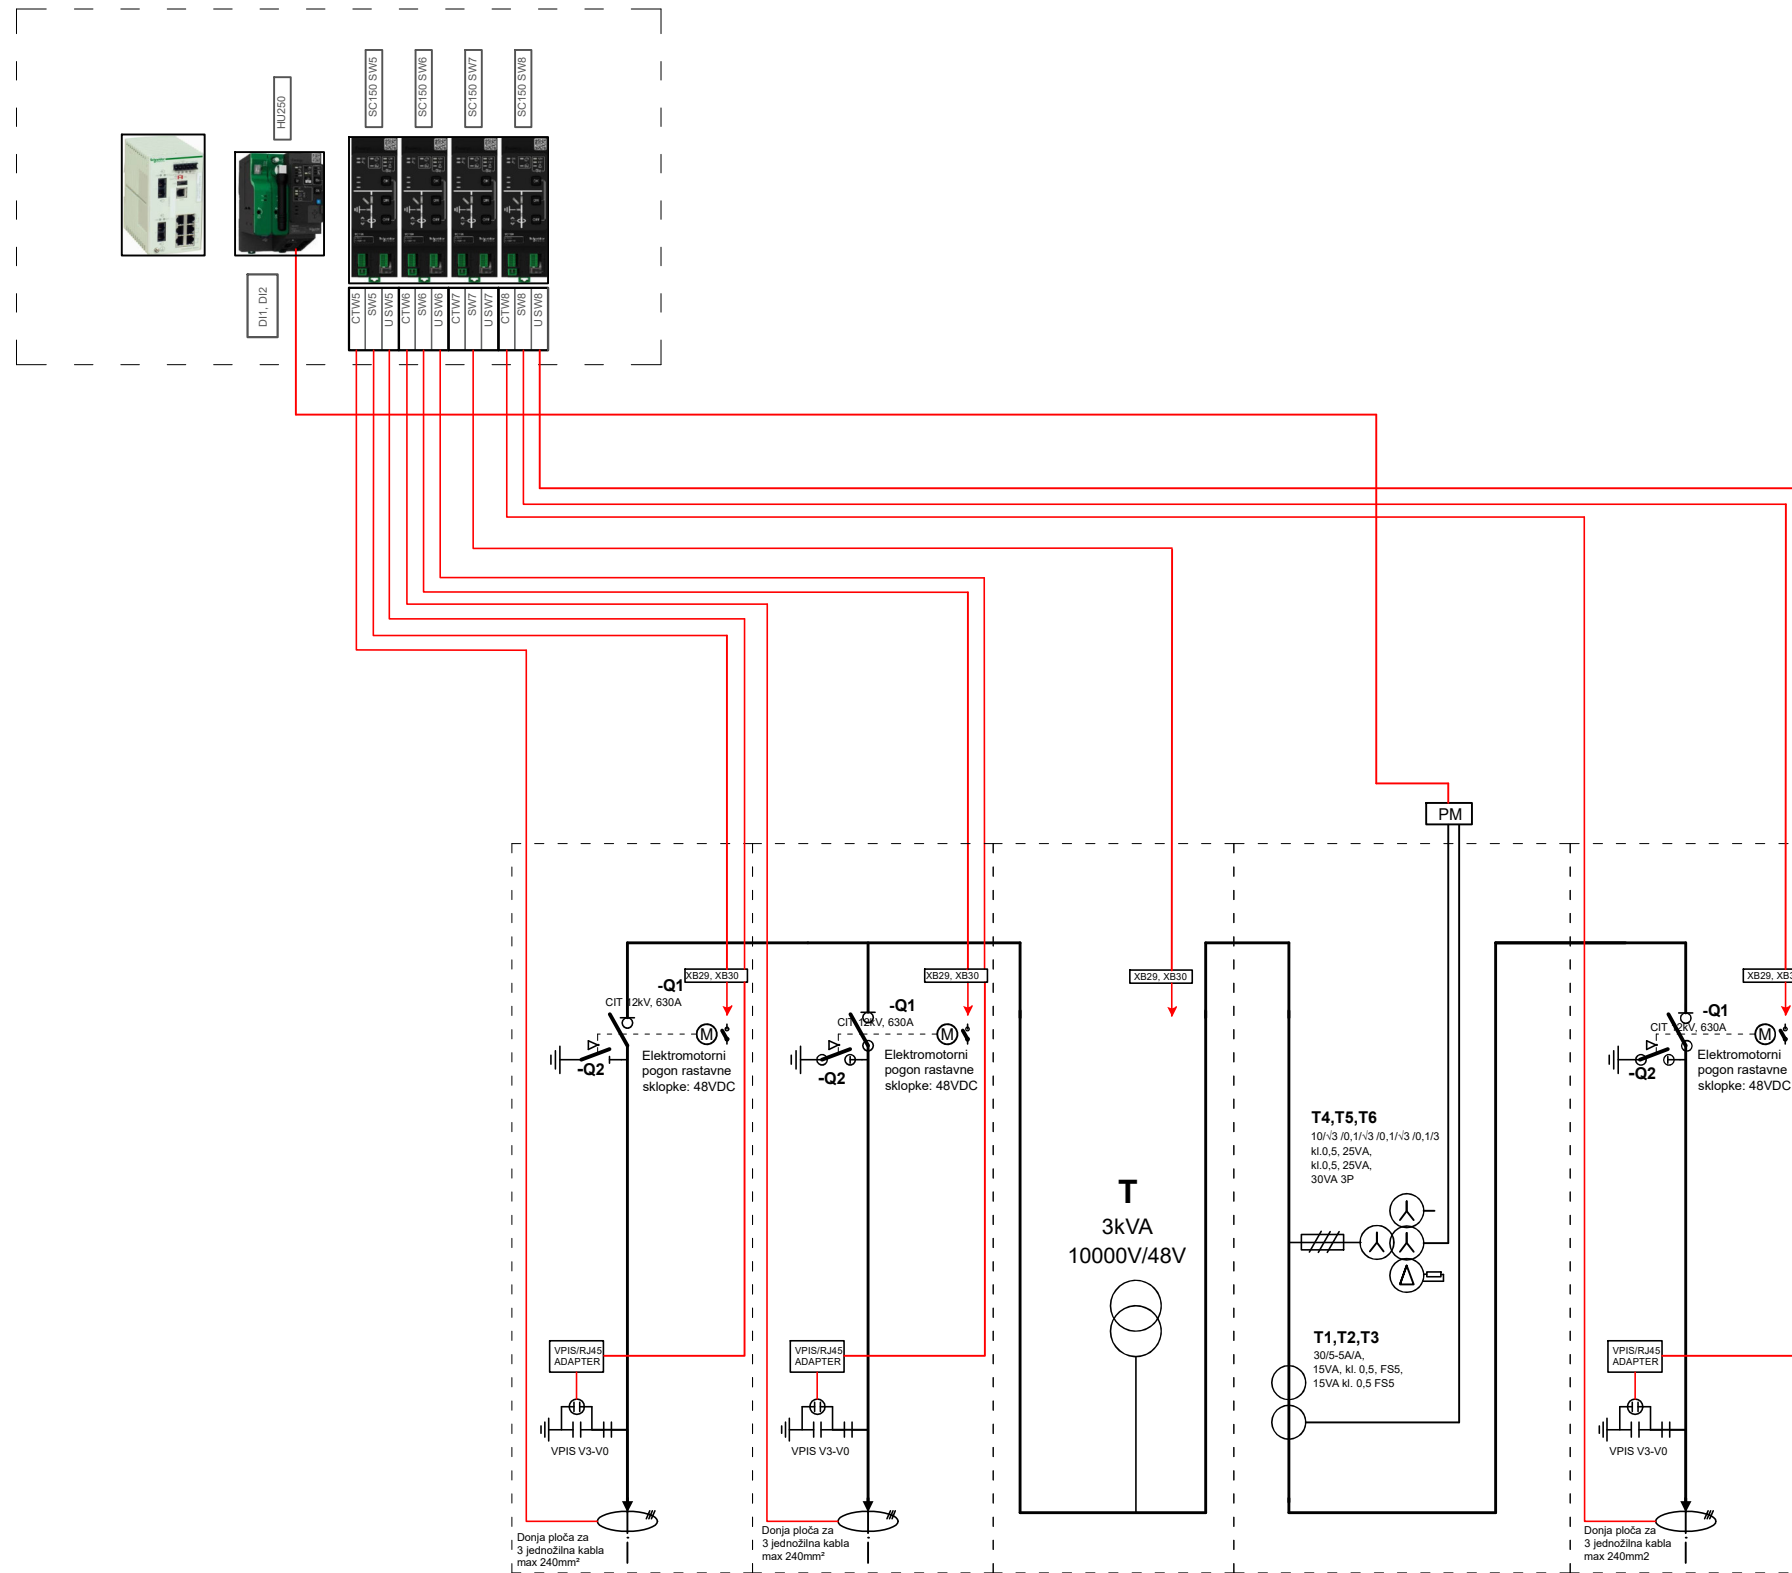 SC150 SW5
SC150 SW6
SC150 SW7
SC150 SW8
HU250
DI1, DI2
CTW5
SW5
U SW5
CTW6
SW6
U SW6
CTW7
SW7
U SW7
CTW8
SW8
U SW8
PM
XB29, XB30
-Q1
CIT 12kV, 630A
M
-Q2
Elektromotorni
pogon rastavne
sklopke: 48VDC
VPIS/RJ45
ADAPTER
VPIS V3-V0
Donja ploča za
3 jednožilna kabla
max 240mm²
XB29, XB30
-Q1
CIT 12kV, 630A
M
-Q2
Elektromotorni
pogon rastavne
sklopke: 48VDC
VPIS/RJ45
ADAPTER
VPIS V3-V0
Donja ploča za
3 jednožilna kabla
max 240mm²
XB29, XB30
T
3kVA
10000V/48V
T4,T5,T6
10/√3 /0,1/√3 /0,1/√3 /0,1/3
kl.0,5, 25VA,
kl.0,5, 25VA,
30VA 3P
T1,T2,T3
30/5-5A/A,
15VA, kl. 0,5, FS5,
15VA kl. 0,5 FS5
XB29, XB3
-Q1
CIT 12kV, 630A
M
-Q2
Elektromotorni
pogon rastavne
sklopke: 48VDC
VPIS/RJ45
ADAPTER
VPIS V3-V0
Donja ploča za
3 jednožilna kabla
max 240mm2